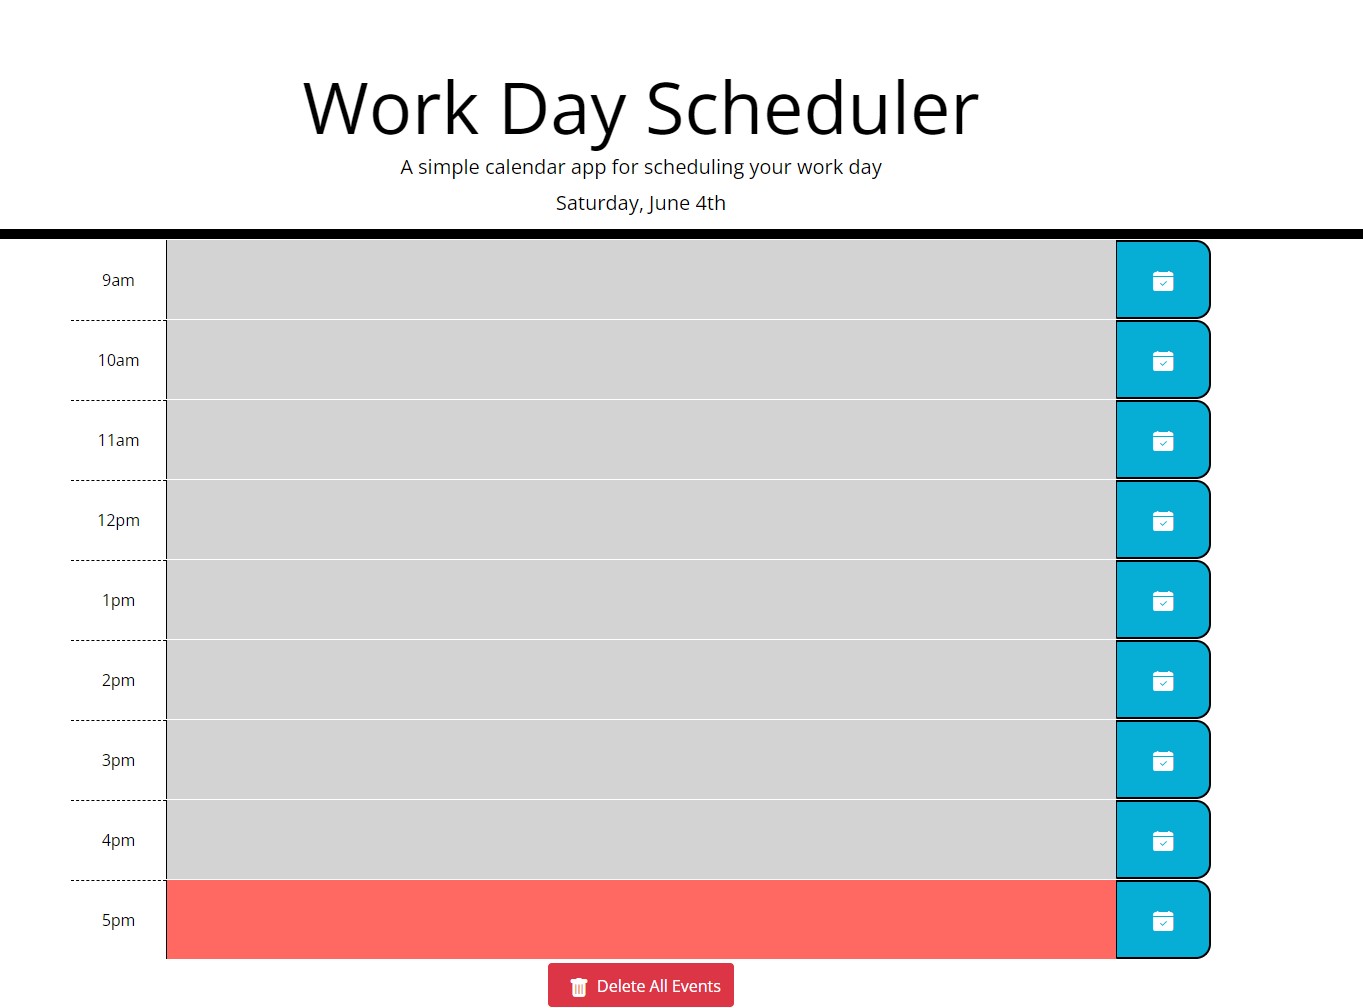 Work Day Scheduler
A simple calendar app for scheduling your work day
Saturday, June 4th
9am
10am
11am
12pm
1pm
2pm
3pm
4pm
5pm
Delete All Events